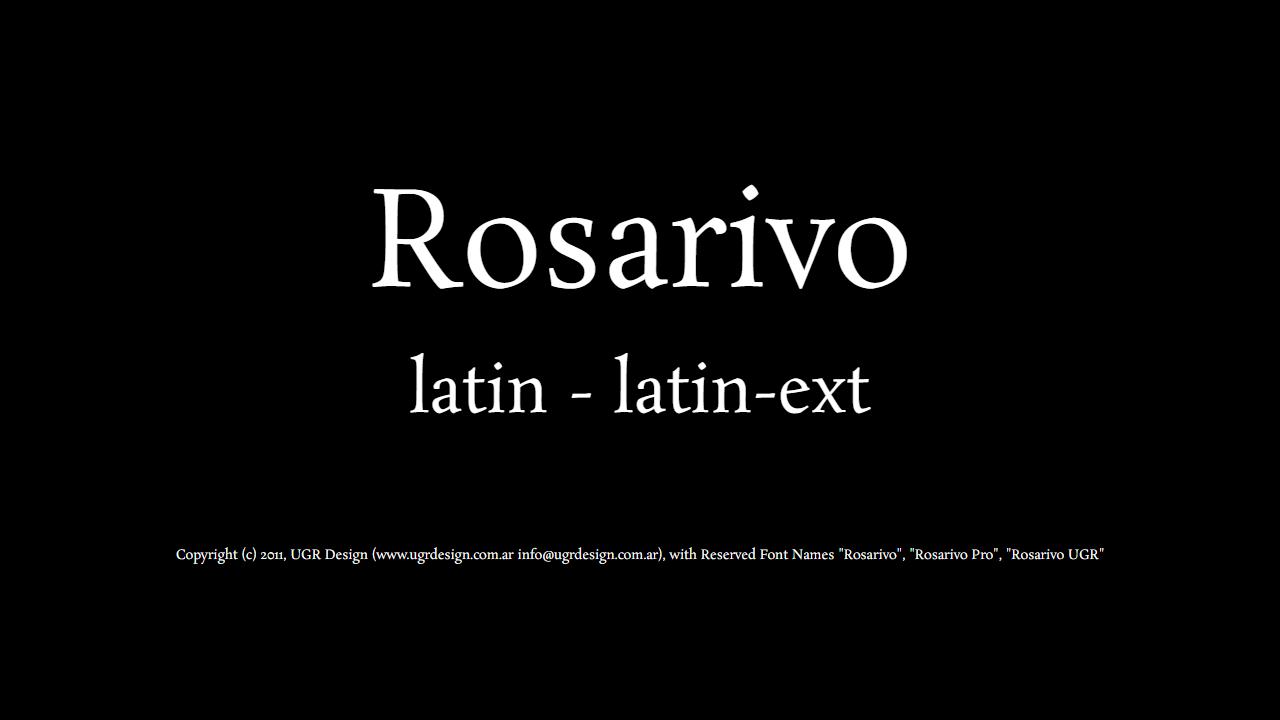 Rosarivo
latin - latin-ext
Copyright (c) 2011, UGR Design (www.ugrdesign.com.ar info@ugrdesign.com.ar), with Reserved Font Names "Rosarivo", "Rosarivo Pro", "Rosarivo UGR"